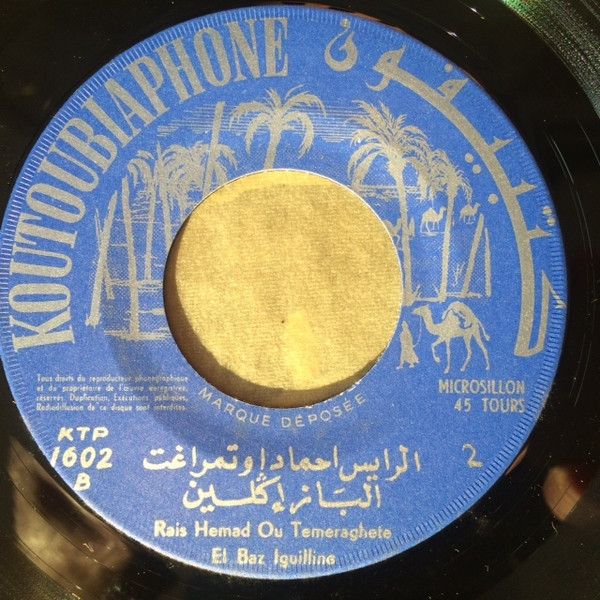 KOUTOUBIAPHONE
كتبيفون
Tous droits du reproducteur phonographique
et du propriétaire de l'œuvre enregistrée,
réservés. Duplication, Exécutions publiques,
Radiodiffusion de ce disque sont interdites.
MARQUE DÉPOSÉE
MICROSILLON
45 TOURS
KTP
1602
B
الرايس احماد اوتمراغت
2
الباز إڭلين
Rais Hemad Ou Temeraghete
El Baz Iguilline